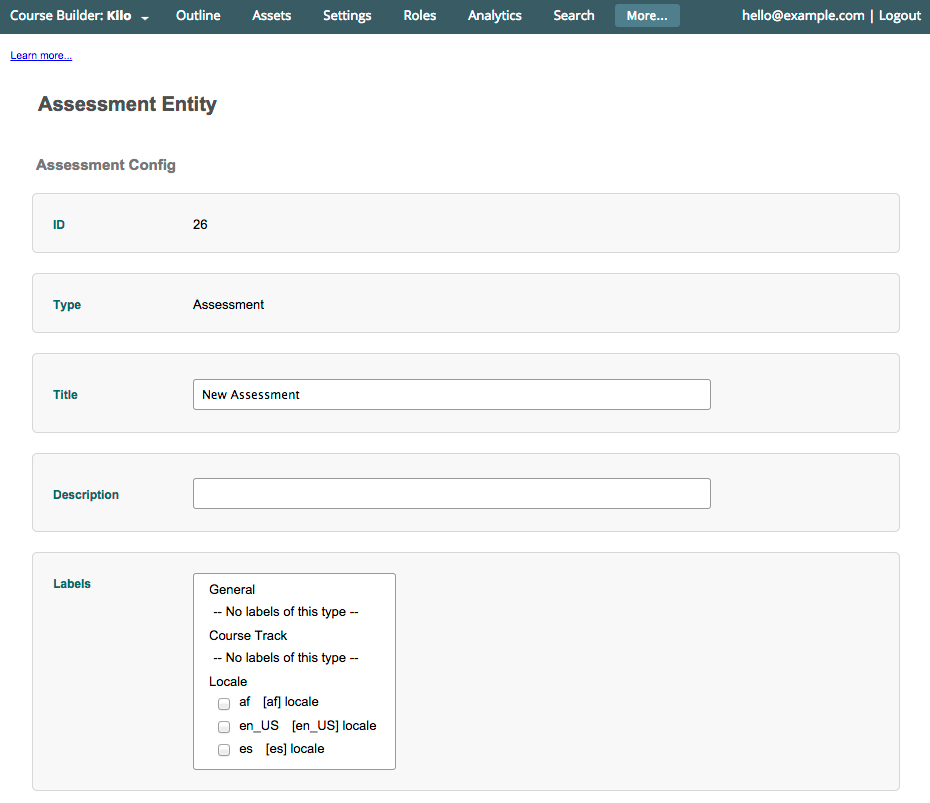 Course Builder: KIlo Outline Assets Settings Roles Analytics Search More... hello@example.com | Logout
Learn more...
Assessment Entity
Assessment Config
ID 26
Type Assessment
Title New Assessment
Description
Labels
General
-- No labels of this type --
Course Track
-- No labels of this type --
Locale
af [af] locale
en_US [en_US] locale
es [es] locale